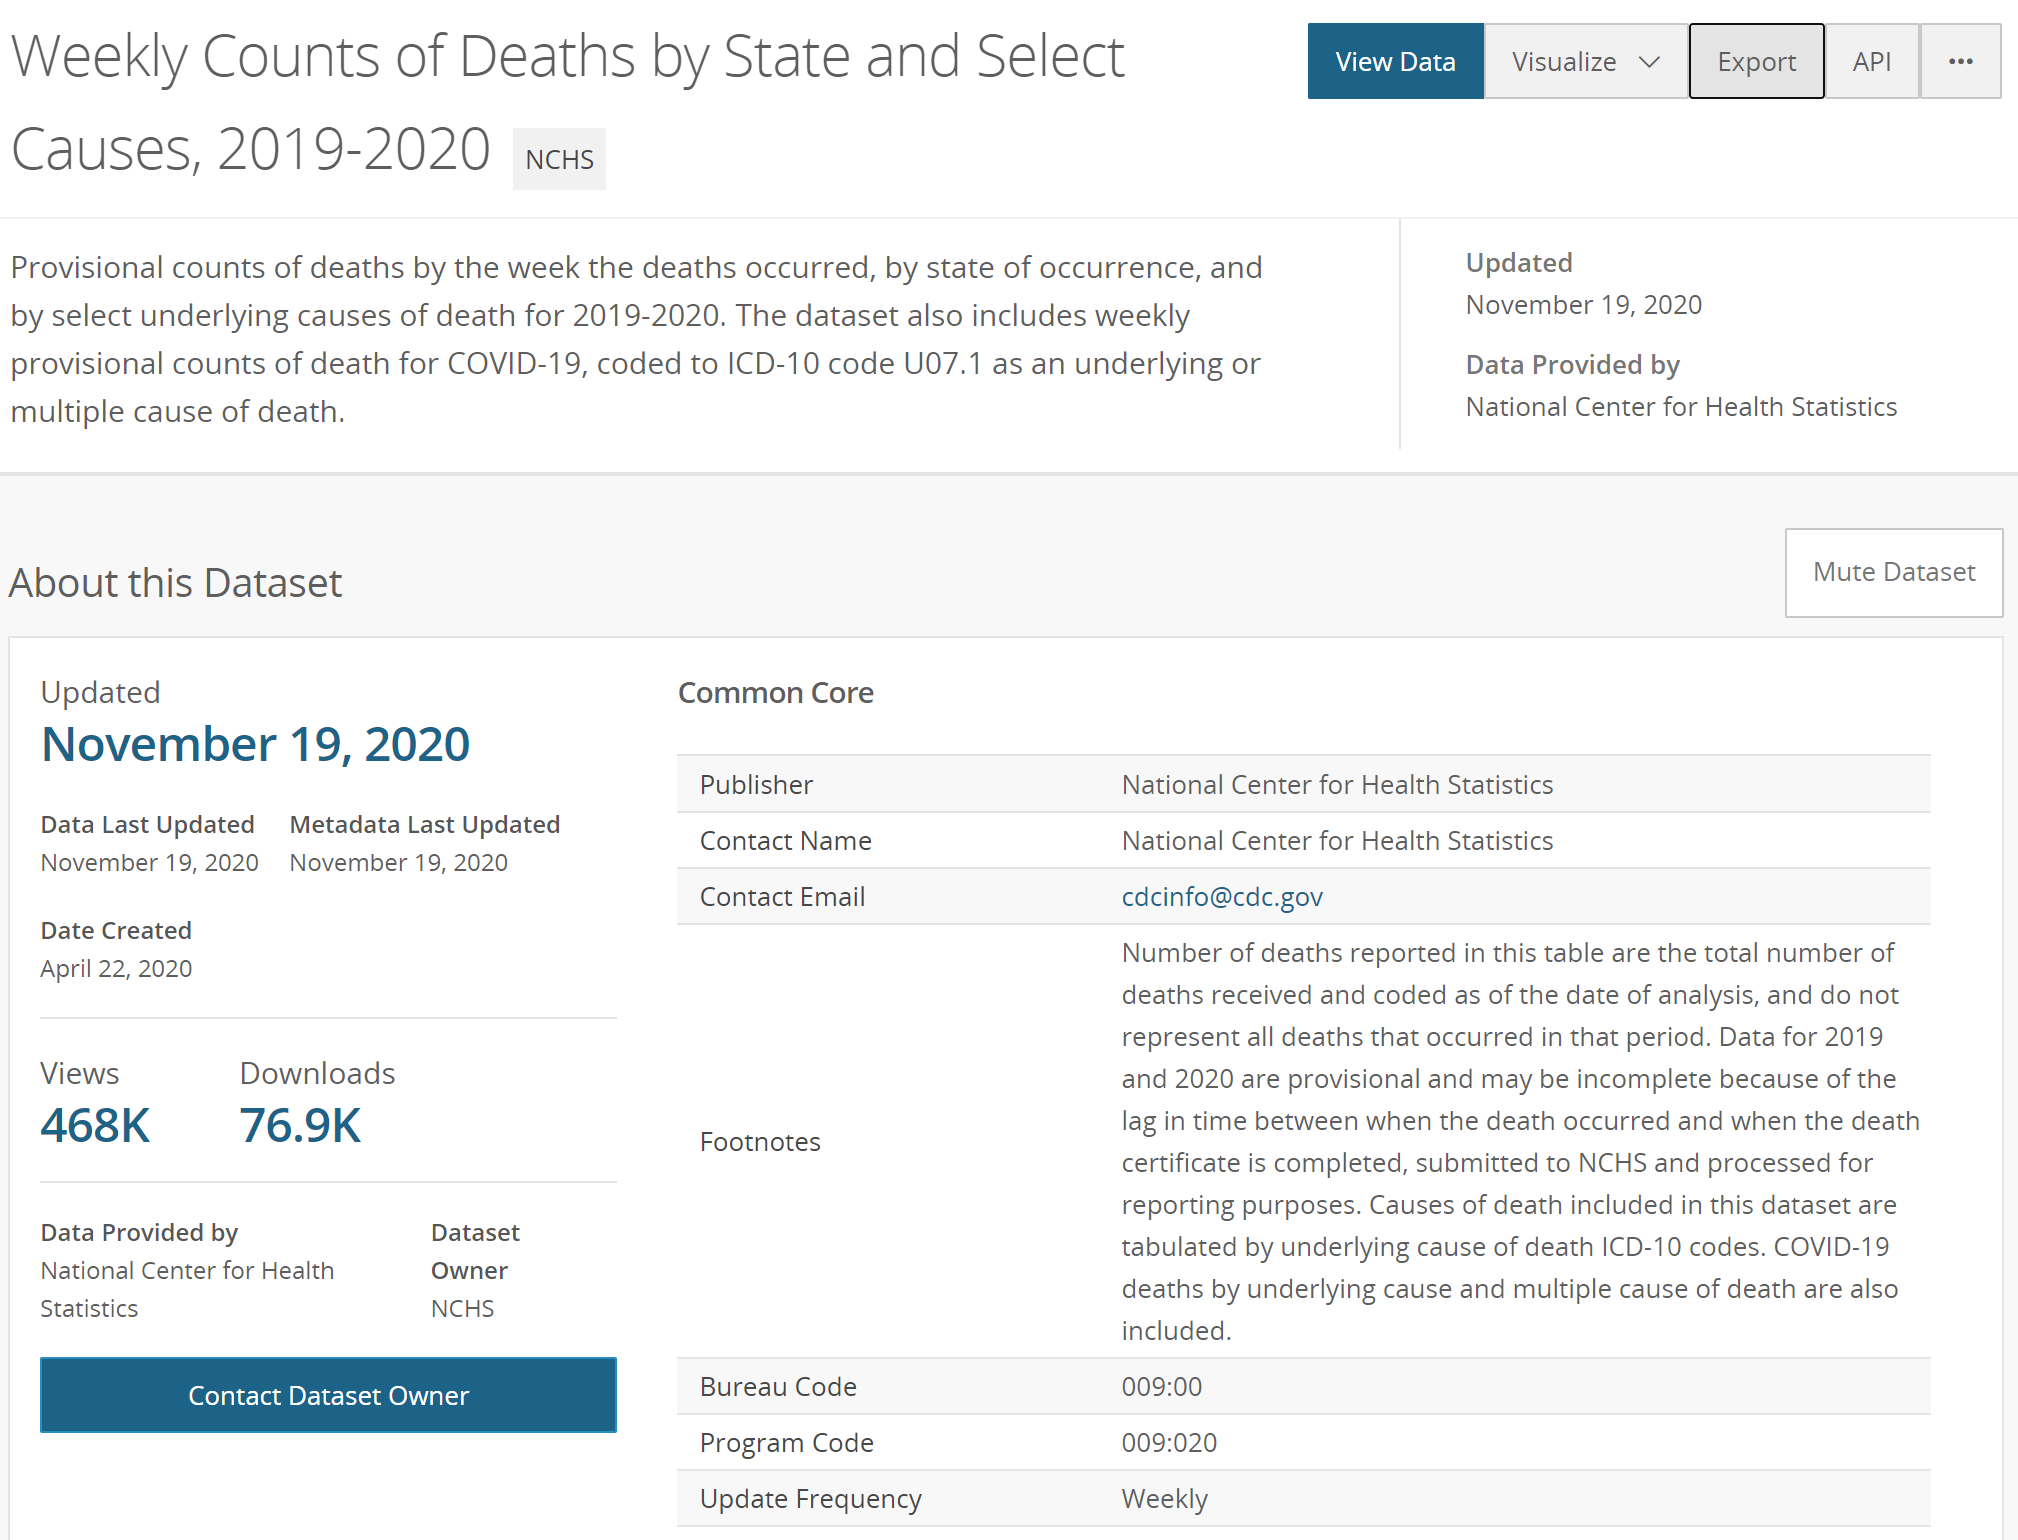 Weekly Counts of Deaths by State and Select
Causes, 2019-2020 NCHS
View Data Visualize Export API •••
Provisional counts of deaths by the week the deaths occurred, by state of occurrence, and
by select underlying causes of death for 2019-2020. The dataset also includes weekly
provisional counts of death for COVID-19, coded to ICD-10 code U07.1 as an underlying or
multiple cause of death.
Updated
November 19, 2020
Data Provided by
National Center for Health Statistics
About this Dataset
Mute Dataset
Updated
November 19, 2020
Data Last Updated Metadata Last Updated
November 19, 2020 November 19, 2020
Date Created
April 22, 2020
Views Downloads
468K 76.9K
Data Provided by
National Center for Health
Statistics
Dataset
Owner
NCHS
Contact Dataset Owner
Common Core
Publisher National Center for Health Statistics
Contact Name National Center for Health Statistics
Contact Email cdcinfo@cdc.gov
Footnotes
Number of deaths reported in this table are the total number of
deaths received and coded as of the date of analysis, and do not
represent all deaths that occurred in that period. Data for 2019
and 2020 are provisional and may be incomplete because of the
lag in time between when the death occurred and when the death
certificate is completed, submitted to NCHS and processed for
reporting purposes. Causes of death included in this dataset are
tabulated by underlying cause of death ICD-10 codes. COVID-19
deaths by underlying cause and multiple cause of death are also
included.
Bureau Code 009:00
Program Code 009:020
Update Frequency Weekly